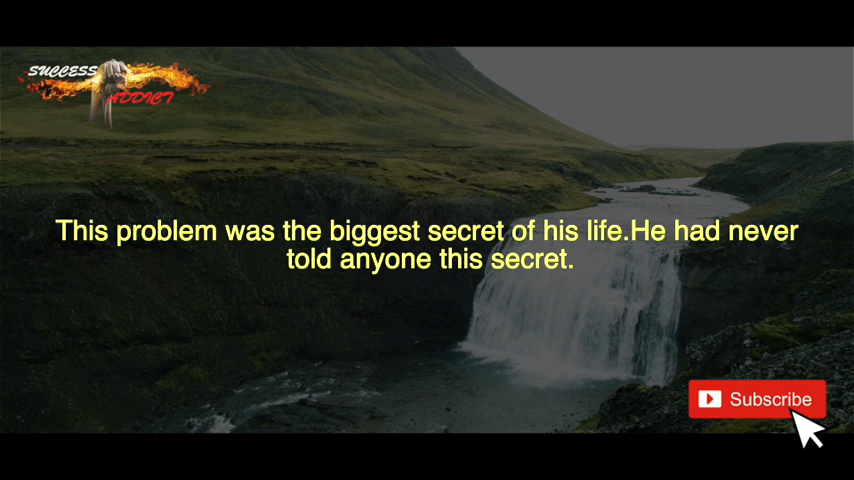 SUCCESS
ADDICT
This problem was the biggest secret of his life.He had never
told anyone this secret.
Subscribe